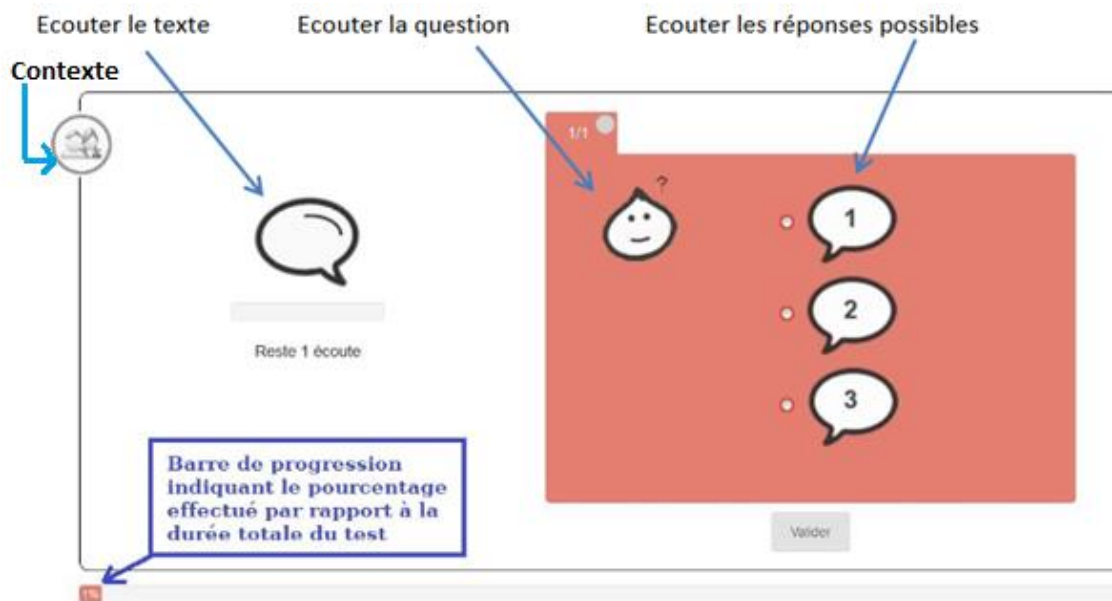 Ecouter le texte
Ecouter la question
Ecouter les réponses possibles
Contexte
1/1
?
1
2
3
Reste 1 écoute
Barre de progression
indiquant le pourcentage
effectué par rapport à la
durée totale du test
Valider
1%